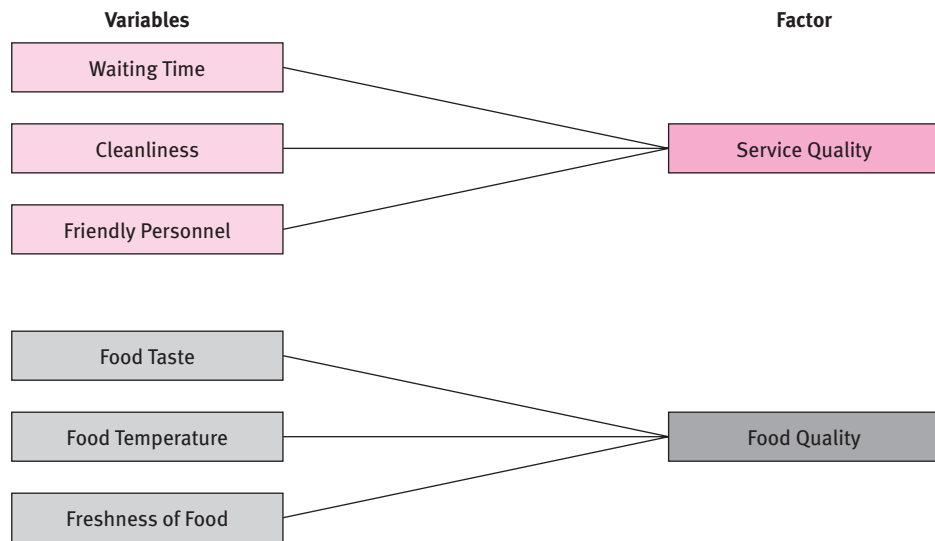 Variables
Factor
Waiting Time
Cleanliness
Service Quality
Friendly Personnel
Food Taste
Food Temperature
Food Quality
Freshness of Food